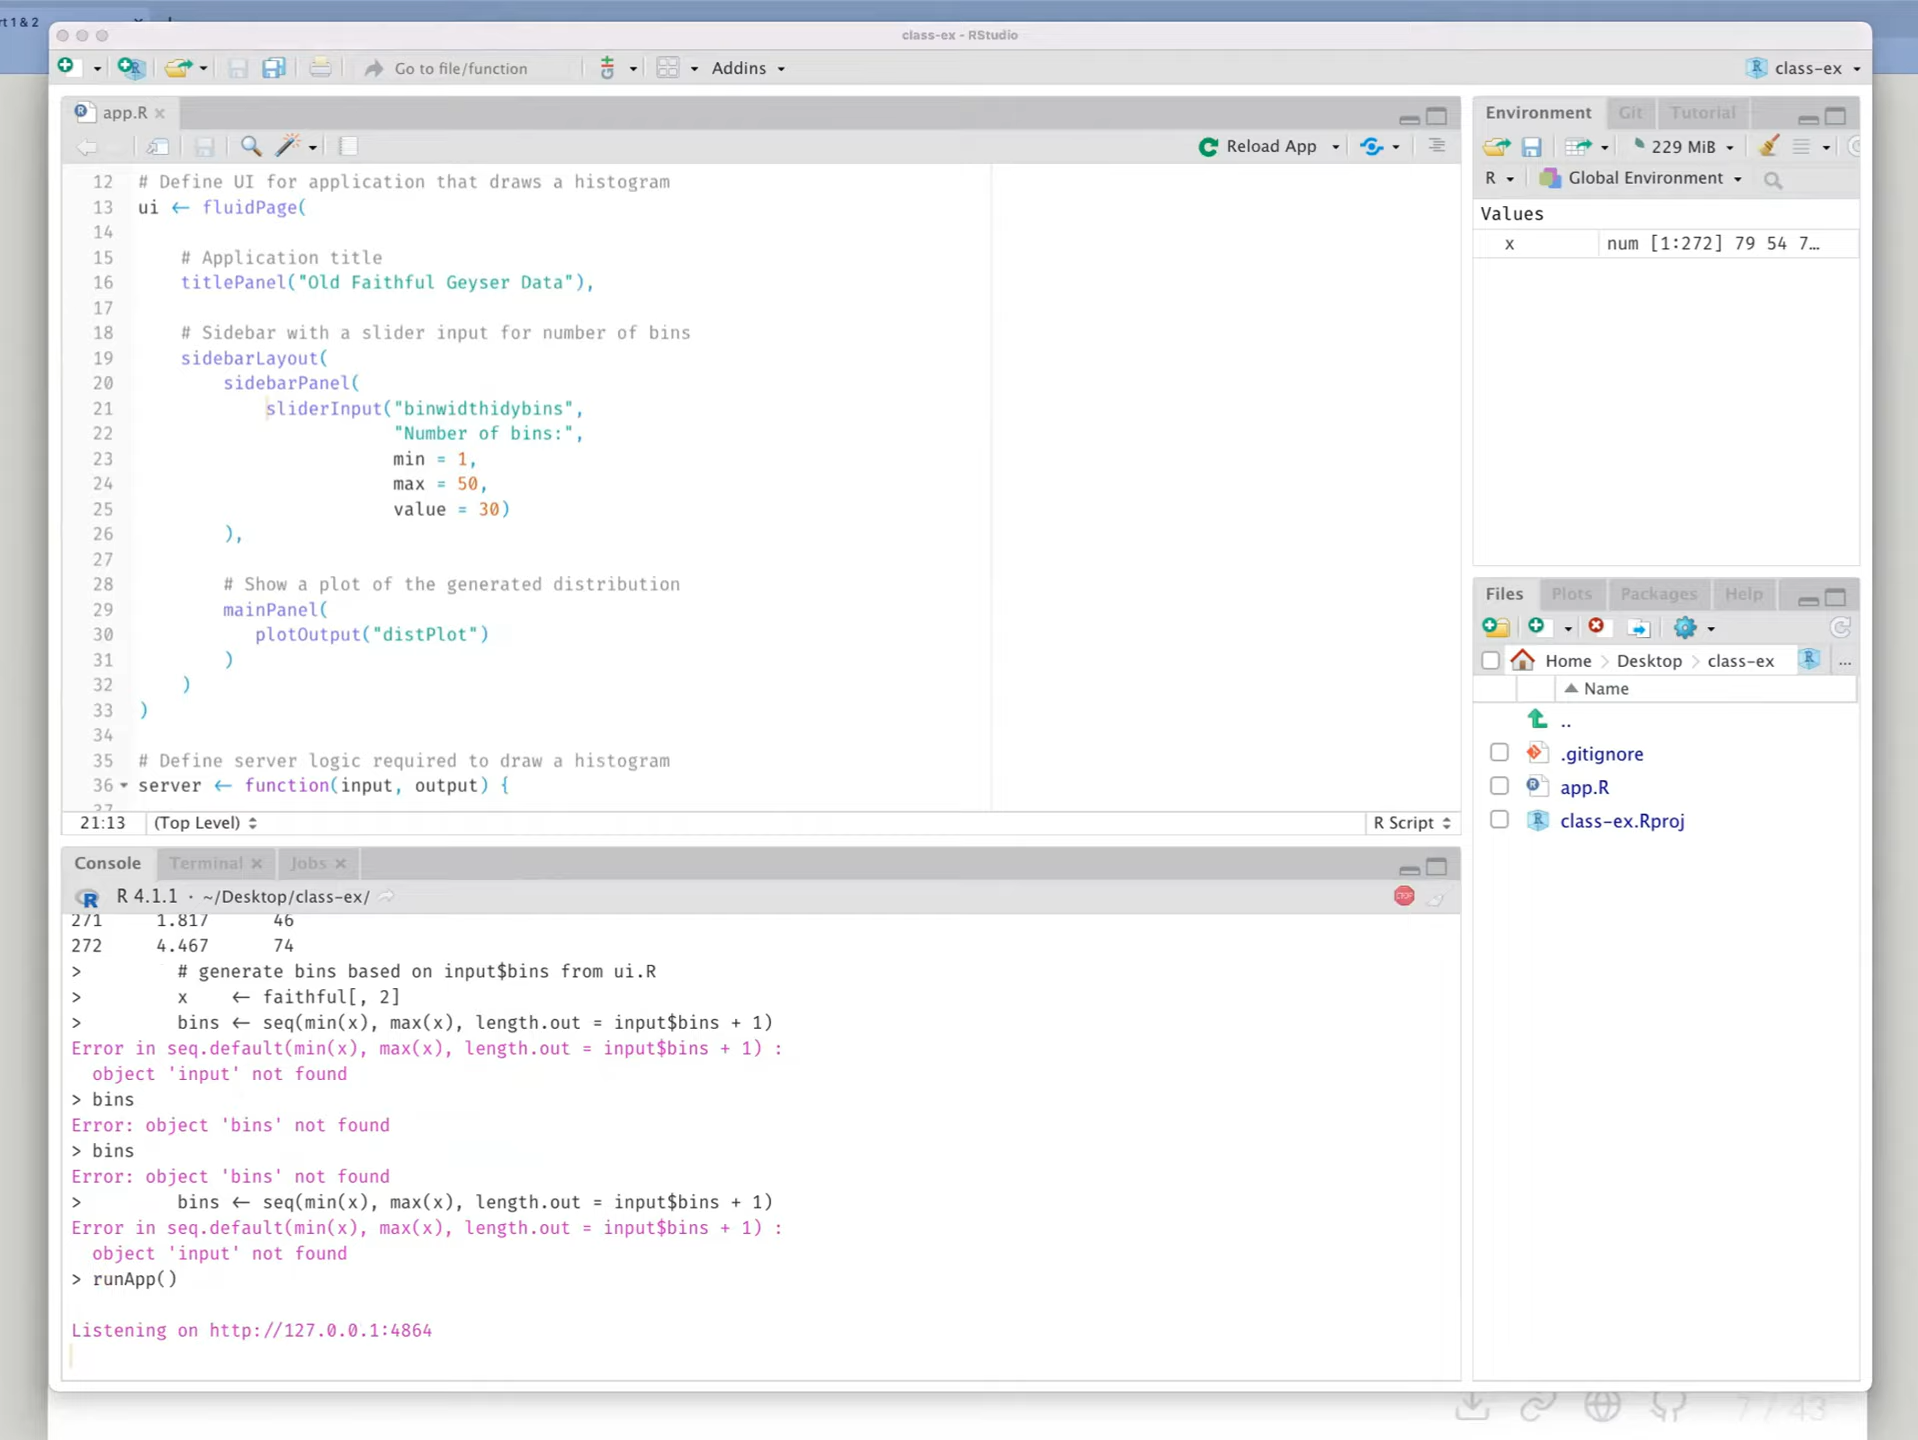 rt 1 & 2
class-ex - RStudio
Go to file/function
Addins
class-ex
app.R
Reload App
12 # Define UI for application that draws a histogram
13 ui ← fluidPage(
14
15 # Application title
16 titlePanel("Old Faithful Geyser Data"),
17
18 # Sidebar with a slider input for number of bins
19 sidebarLayout(
20 sidebarPanel(
21 sliderInput("binwidthidybins",
22 "Number of bins:",
23 min = 1,
24 max = 50,
25 value = 30)
26 ),
27
28 # Show a plot of the generated distribution
29 mainPanel(
30 plotOutput("distPlot")
31 )
32 )
33 )
34
35 # Define server logic required to draw a histogram
36 server ← function(input, output) {
37
21:13 (Top Level) R Script
Console Terminal Jobs
R 4.1.1 · ~/Desktop/class-ex/
271 1.817 46
272 4.467 74
> # generate bins based on input$bins from ui.R
> x ← faithful[, 2]
> bins ← seq(min(x), max(x), length.out = input$bins + 1)
Error in seq.default(min(x), max(x), length.out = input$bins + 1) :
object 'input' not found
> bins
Error: object 'bins' not found
> bins
Error: object 'bins' not found
> bins ← seq(min(x), max(x), length.out = input$bins + 1)
Error in seq.default(min(x), max(x), length.out = input$bins + 1) :
object 'input' not found
> runApp()
Listening on http://127.0.0.1:4864
Environment Git Tutorial
229 MiB
R Global Environment
Values
x num [1:272] 79 54 7…
Files Plots Packages Help
Home Desktop class-ex ...
Name
..
.gitignore
app.R
class-ex.Rproj
7 / 43